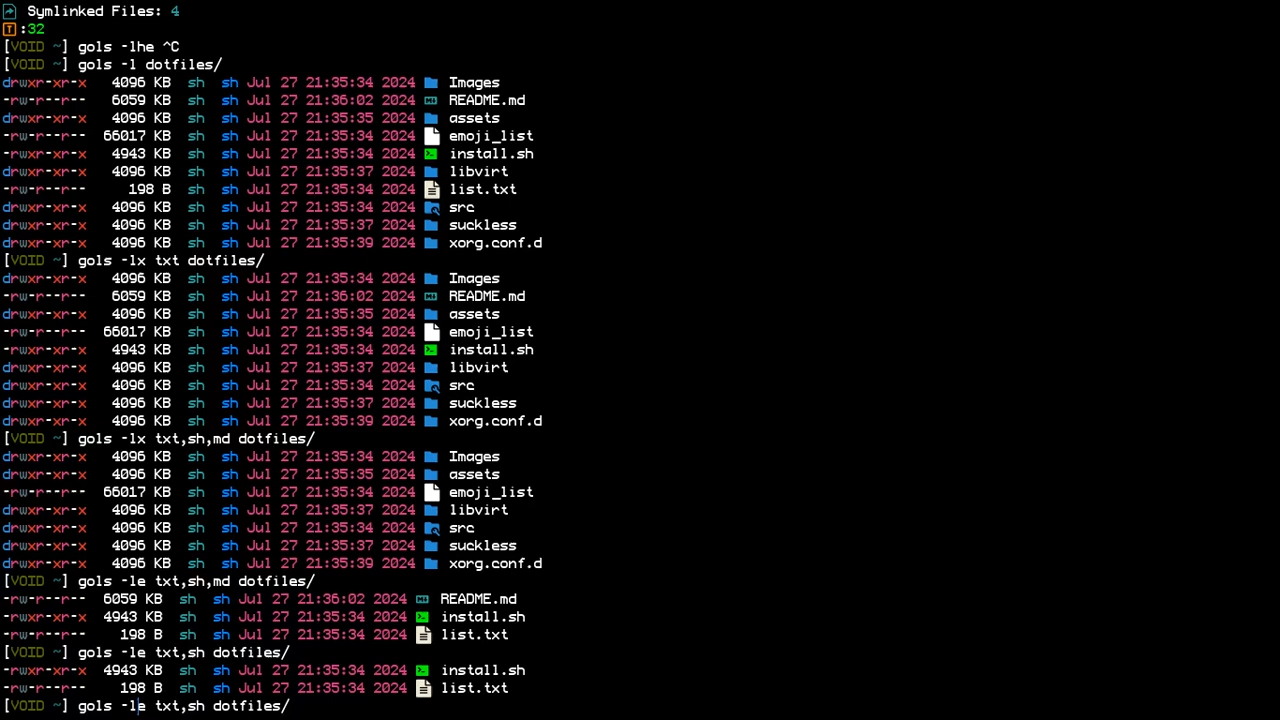 Symlinked Files: 4
T:32
[VOID ~] gols -lhe ^C
[VOID ~] gols -l dotfiles/
drwxr-xr-x   4096 KB  sh  sh Jul 27 21:35:34 2024 Images
-rw-r--r--   6059 KB  sh  sh Jul 27 21:36:02 2024 README.md
drwxr-xr-x   4096 KB  sh  sh Jul 27 21:35:35 2024 assets
-rw-r--r--  66017 KB  sh  sh Jul 27 21:35:34 2024 emoji_list
-rwxr-xr-x   4943 KB  sh  sh Jul 27 21:35:34 2024 install.sh
drwxr-xr-x   4096 KB  sh  sh Jul 27 21:35:37 2024 libvirt
-rw-r--r--     198 B  sh  sh Jul 27 21:35:34 2024 list.txt
drwxr-xr-x   4096 KB  sh  sh Jul 27 21:35:34 2024 src
drwxr-xr-x   4096 KB  sh  sh Jul 27 21:35:37 2024 suckless
drwxr-xr-x   4096 KB  sh  sh Jul 27 21:35:39 2024 xorg.conf.d
[VOID ~] gols -lx txt dotfiles/
drwxr-xr-x   4096 KB  sh  sh Jul 27 21:35:34 2024 Images
-rw-r--r--   6059 KB  sh  sh Jul 27 21:36:02 2024 README.md
drwxr-xr-x   4096 KB  sh  sh Jul 27 21:35:35 2024 assets
-rw-r--r--  66017 KB  sh  sh Jul 27 21:35:34 2024 emoji_list
-rwxr-xr-x   4943 KB  sh  sh Jul 27 21:35:34 2024 install.sh
drwxr-xr-x   4096 KB  sh  sh Jul 27 21:35:37 2024 libvirt
drwxr-xr-x   4096 KB  sh  sh Jul 27 21:35:34 2024 src
drwxr-xr-x   4096 KB  sh  sh Jul 27 21:35:37 2024 suckless
drwxr-xr-x   4096 KB  sh  sh Jul 27 21:35:39 2024 xorg.conf.d
[VOID ~] gols -lx txt,sh,md dotfiles/
drwxr-xr-x   4096 KB  sh  sh Jul 27 21:35:34 2024 Images
drwxr-xr-x   4096 KB  sh  sh Jul 27 21:35:35 2024 assets
-rw-r--r--  66017 KB  sh  sh Jul 27 21:35:34 2024 emoji_list
drwxr-xr-x   4096 KB  sh  sh Jul 27 21:35:37 2024 libvirt
drwxr-xr-x   4096 KB  sh  sh Jul 27 21:35:34 2024 src
drwxr-xr-x   4096 KB  sh  sh Jul 27 21:35:37 2024 suckless
drwxr-xr-x   4096 KB  sh  sh Jul 27 21:35:39 2024 xorg.conf.d
[VOID ~] gols -le txt,sh,md dotfiles/
-rw-r--r--  6059 KB  sh  sh Jul 27 21:36:02 2024 README.md
-rwxr-xr-x  4943 KB  sh  sh Jul 27 21:35:34 2024 install.sh
-rw-r--r--    198 B  sh  sh Jul 27 21:35:34 2024 list.txt
[VOID ~] gols -le txt,sh dotfiles/
-rwxr-xr-x  4943 KB  sh  sh Jul 27 21:35:34 2024 install.sh
-rw-r--r--    198 B  sh  sh Jul 27 21:35:34 2024 list.txt
[VOID ~] gols -le txt,sh dotfiles/